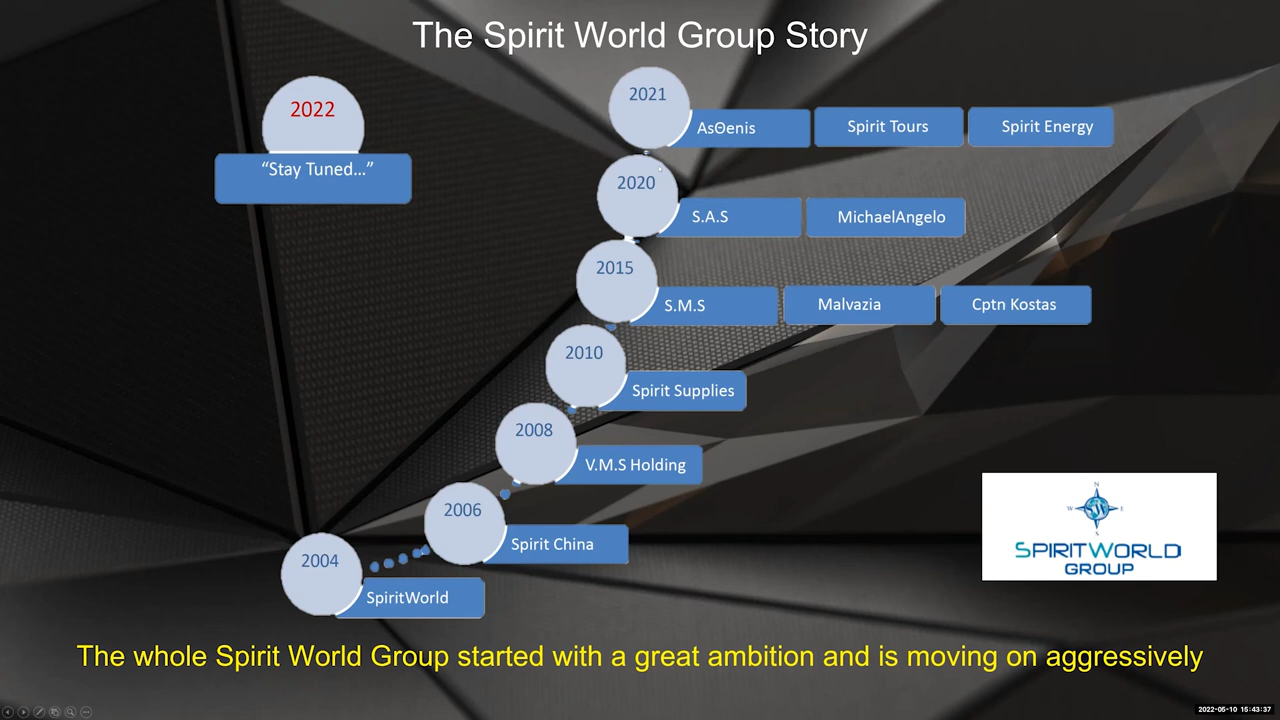 The Spirit World Group Story
2022
“Stay Tuned…”
2021
AsΘenis
Spirit Tours
Spirit Energy
2020
S.A.S
MichaelAngelo
2015
S.M.S
Malvazia
Cptn Kostas
2010
Spirit Supplies
2008
V.M.S Holding
2006
Spirit China
2004
SpiritWorld
N
W
SW
E
S
SPIRITWORLD
GROUP
The whole Spirit World Group started with a great ambition and is moving on aggressively
2022-05-10 15:43:37